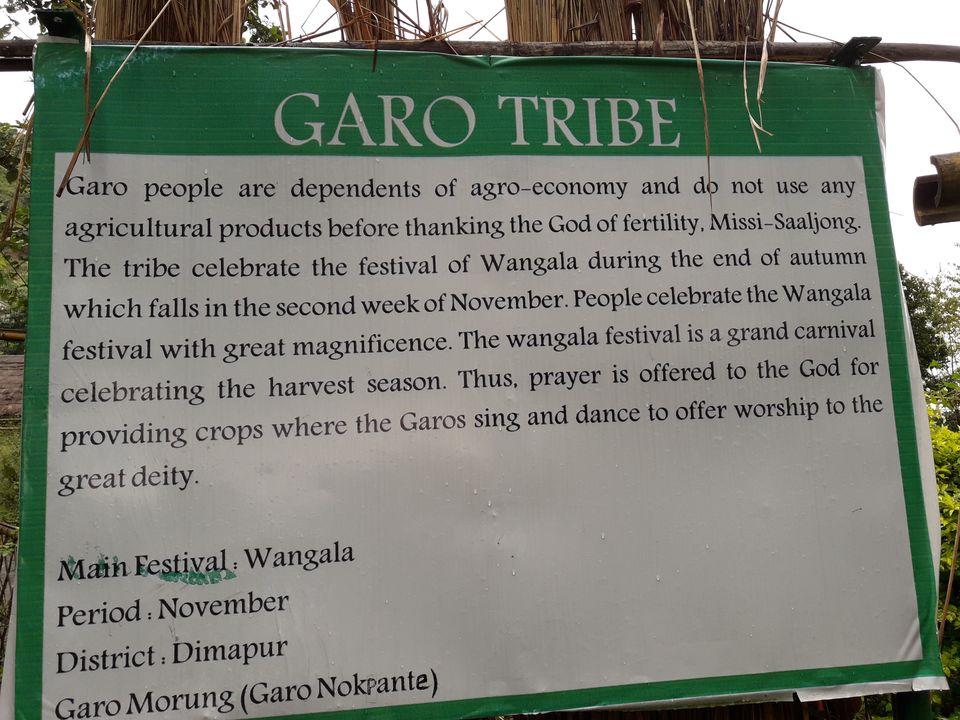 GARO TRIBE
Garo people are dependents of agro-economy and do not use any
agricultural products before thanking the God of fertility, Missi-Saaljong.
The tribe celebrate the festival of Wangala during the end of autumn
which falls in the second week of November. People celebrate the Wangala
festival with great magnificence. The wangala festival is a grand carnival
celebrating the harvest season. Thus, prayer is offered to the God for
providing crops where the Garos sing and dance to offer worship to the
great deity.
Main Festival : Wangala
Period : November
District : Dimapur
Garo Morung (Garo Nokpante)